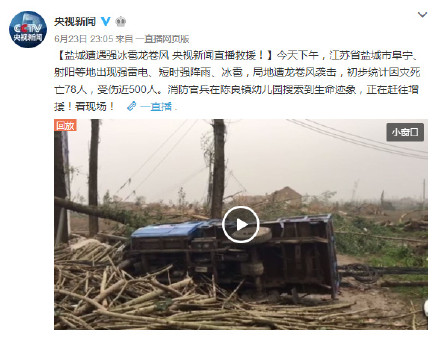 CCTV
央视新闻
央视新闻
6月23日 23:05 来自 一直播网页版
【盐城遭遇强冰雹龙卷风 央视新闻直播救援！】今天下午，江苏省盐城市阜宁、
射阳等地出现强雷电、短时强降雨、冰雹，局地遭龙卷风袭击，初步统计因灾死
亡78人，受伤近500人。消防官兵在陈良镇幼儿园搜索到生命迹象，正在赶往增
援！看现场！ 一直播...
回放
小窗口